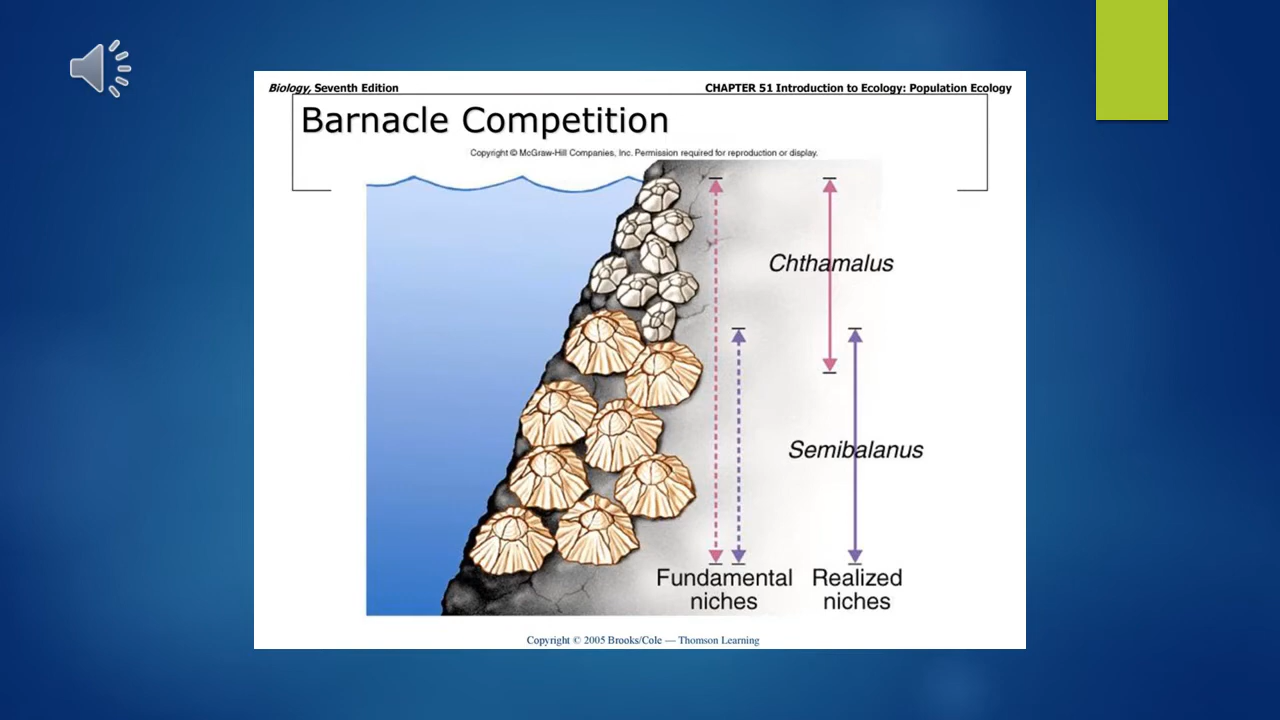 Biology, Seventh Edition
CHAPTER 51 Introduction to Ecology: Population Ecology
Barnacle Competition
Copyright © McGraw-Hill Companies, Inc. Permission required for reproduction or display.
Chthamalus
Semibalanus
Fundamental
niches
Realized
niches
Copyright © 2005 Brooks/Cole — Thomson Learning